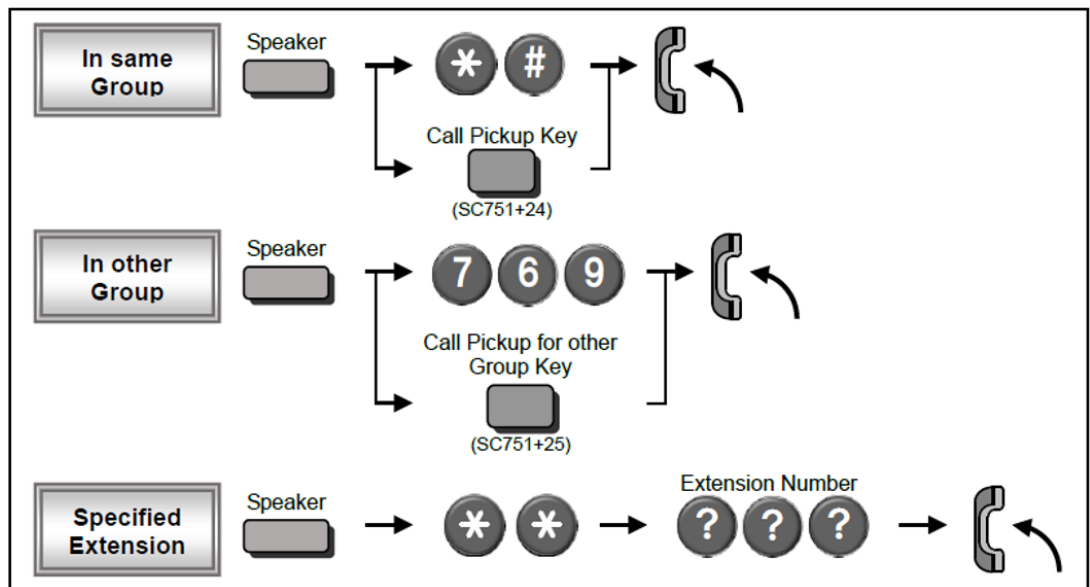 In same
Group
Speaker
* #
Call Pickup Key
(SC751+24)
In other
Group
Speaker
7 6 9
Call Pickup for other
Group Key
(SC751+25)
Specified
Extension
Speaker
* *
Extension Number
? ? ?